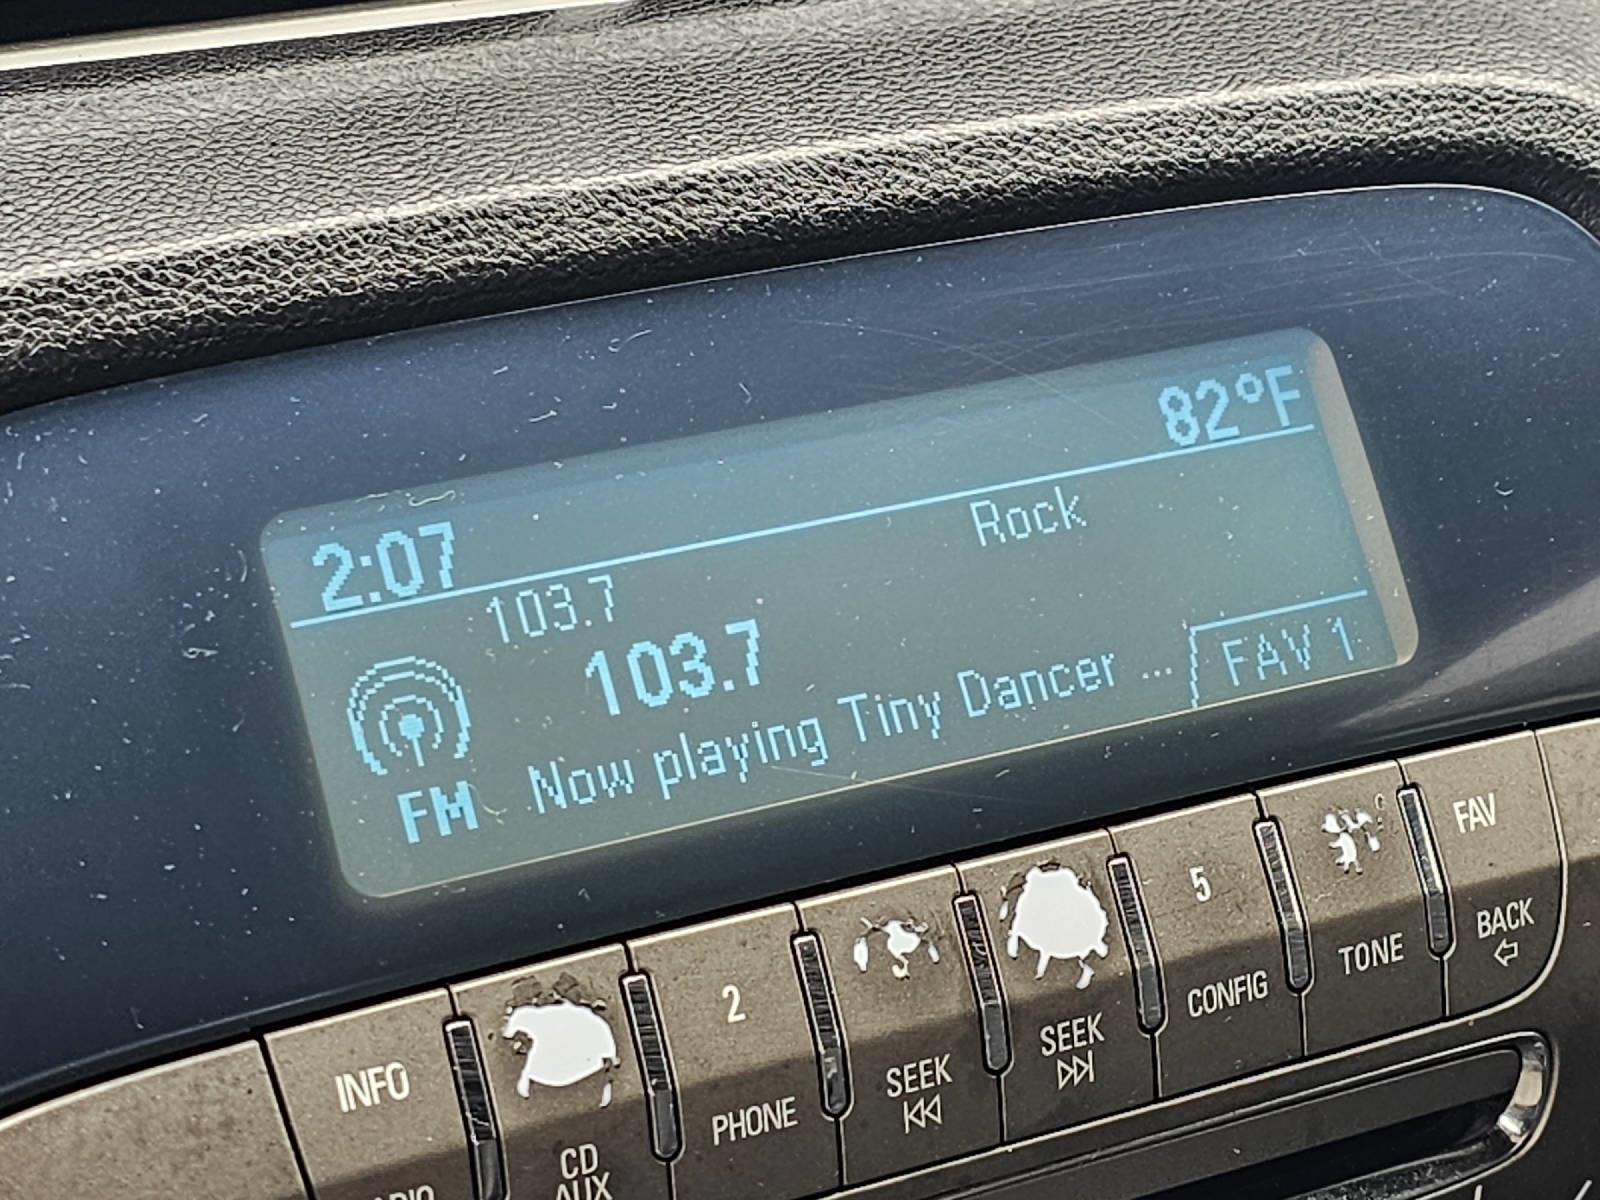 2:07
82°F
103.7
Rock
103.7
FM
Now playing Tiny Dancer ...
FAV 1
INFO
CD
AUX
2
PHONE
SEEK
SEEK
5
CONFIG
TONE
FAV
BACK